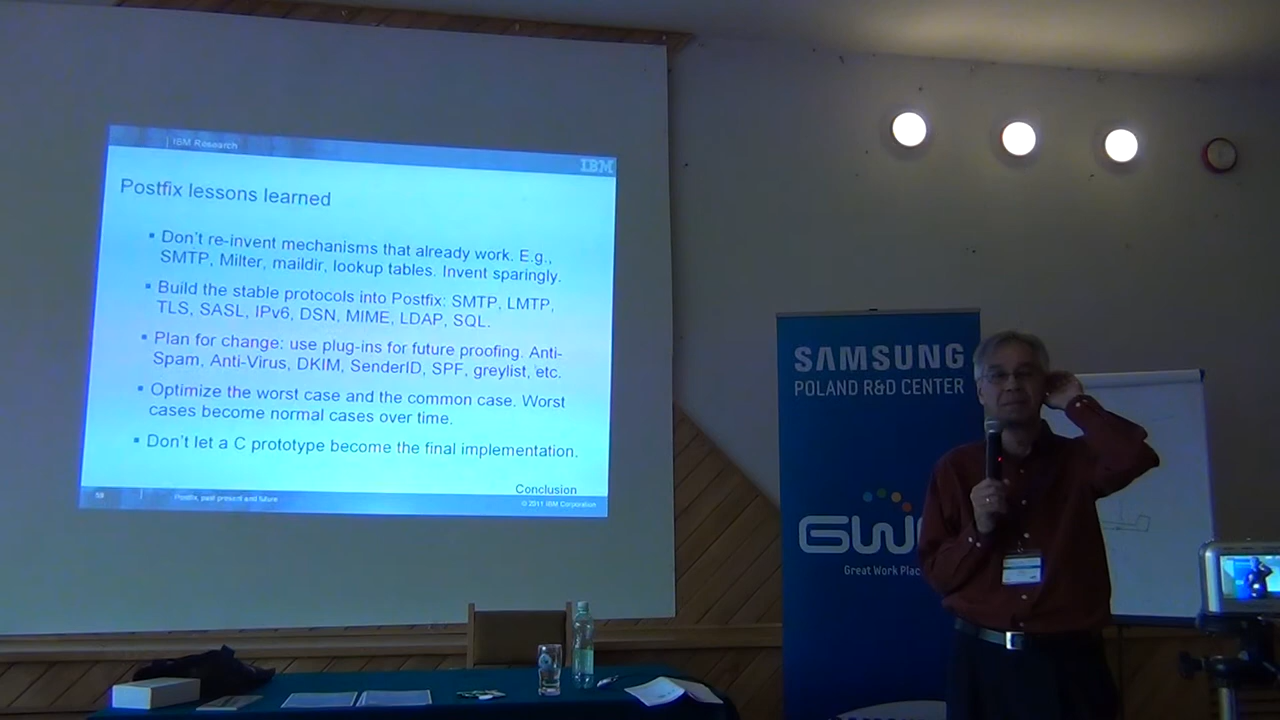 IBM Research
IBM
Postfix lessons learned
Don't re-invent mechanisms that already work. E.g.,
SMTP, Milter, maildir, lookup tables. Invent sparingly.
Build the stable protocols into Postfix: SMTP, LMTP,
TLS, SASL, IPv6, DSN, MIME, LDAP, SQL.
Plan for change: use plug-ins for future proofing. Anti-
Spam, Anti-Virus, DKIM, SenderID, SPF, greylist, etc.
Optimize the worst case and the common case. Worst
cases become normal cases over time.
Don't let a C prototype become the final implementation.
Conclusion
58
Postfix, past present and future
© 2011 IBM Corporation
SAMSUNG
POLAND R&D CENTER
GW
Great Work Plac